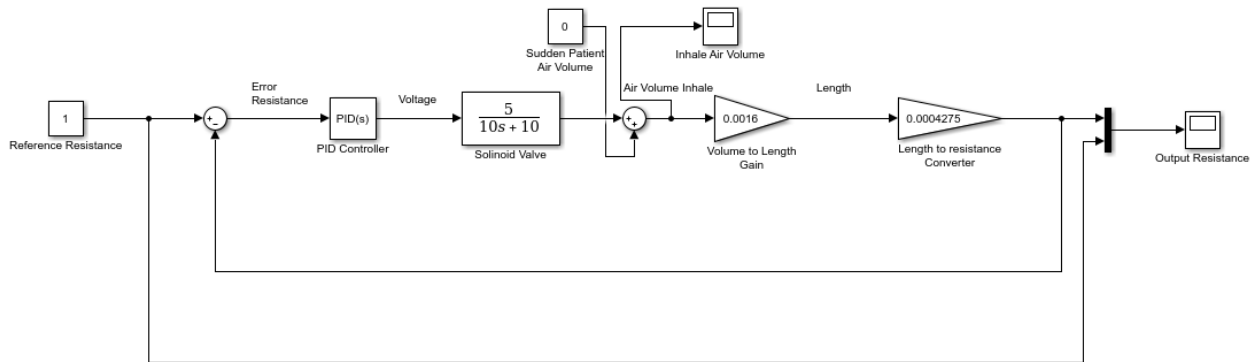 0
Sudden Patient
Air Volume
Inhale Air Volume
Error
Resistance
Voltage
Air Volume Inhale
Length
1
Reference Resistance
+
−
PID(s)
PID Controller
5
10s + 10
Solinoid Valve
+
+
0.0016
Volume to Length
Gain
0.0004275
Length to resistance
Converter
Output Resistance